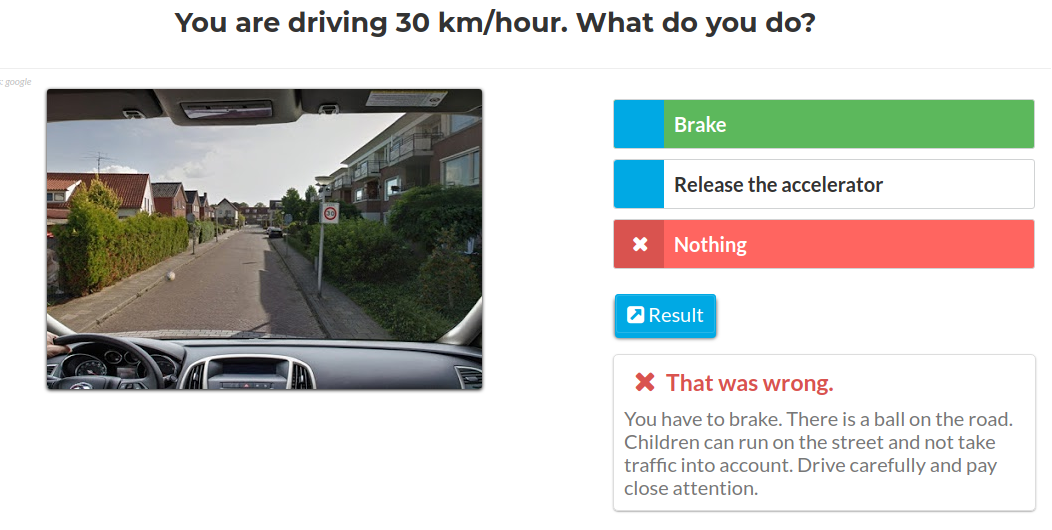 You are driving 30 km/hour. What do you do?
: google
Brake
Release the accelerator
Nothing
Result
That was wrong.
You have to brake. There is a ball on the road.
Children can run on the street and not take
traffic into account. Drive carefully and pay
close attention.
30